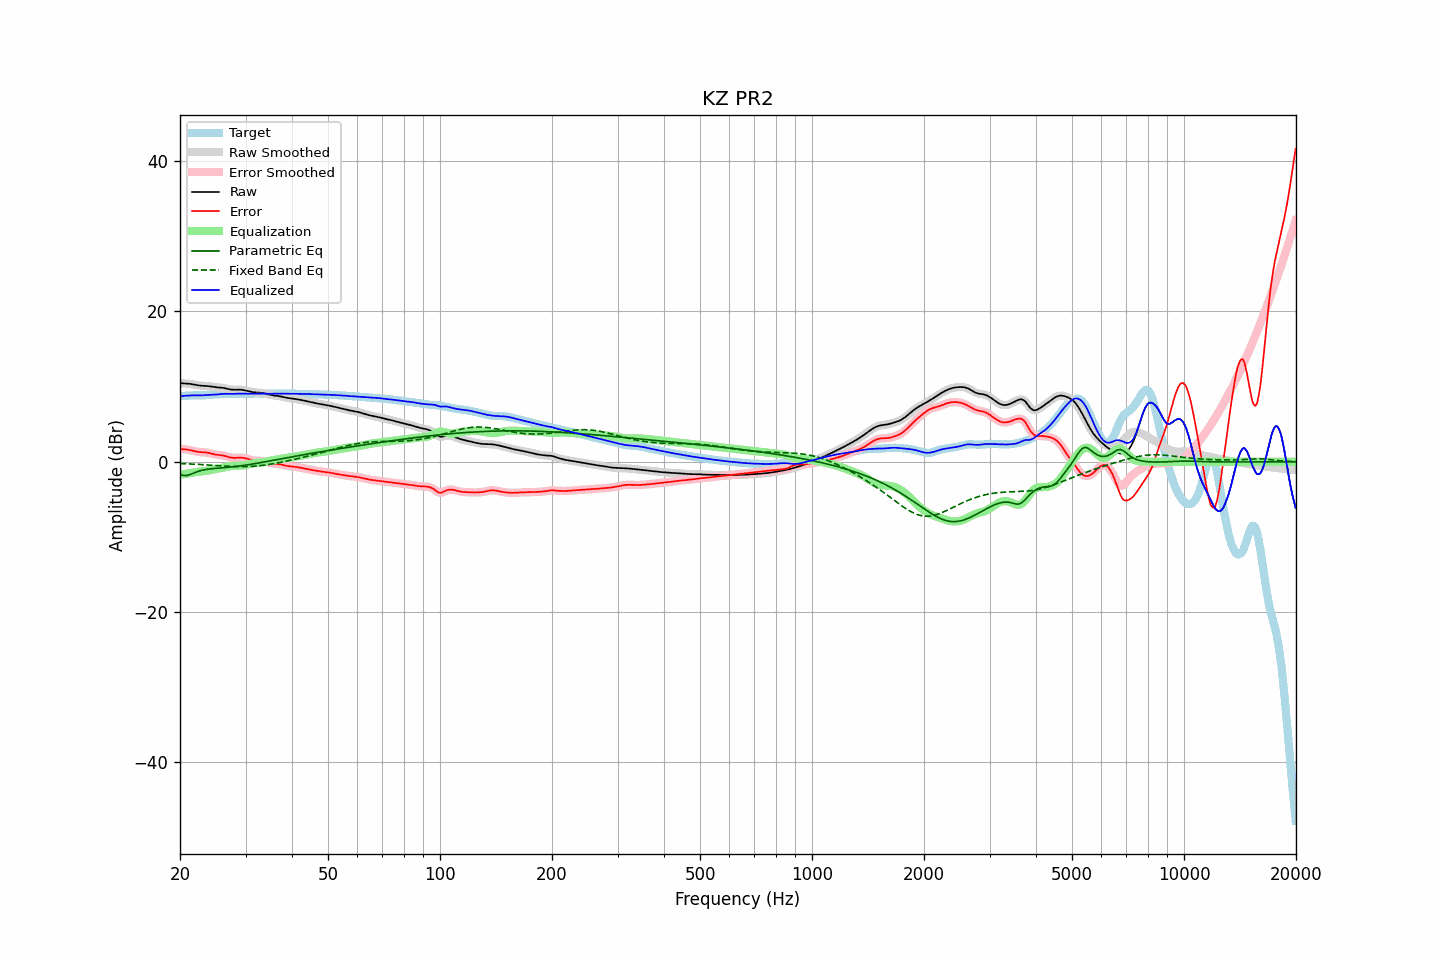 KZ PR2
Target
Raw Smoothed
Error Smoothed
Raw
Error
Equalization
Parametric Eq
Fixed Band Eq
Equalized
40
20
0
−20
−40
Amplitude (dBr)
20 50 100 200 500 1000 2000 5000 10000 20000
Frequency (Hz)